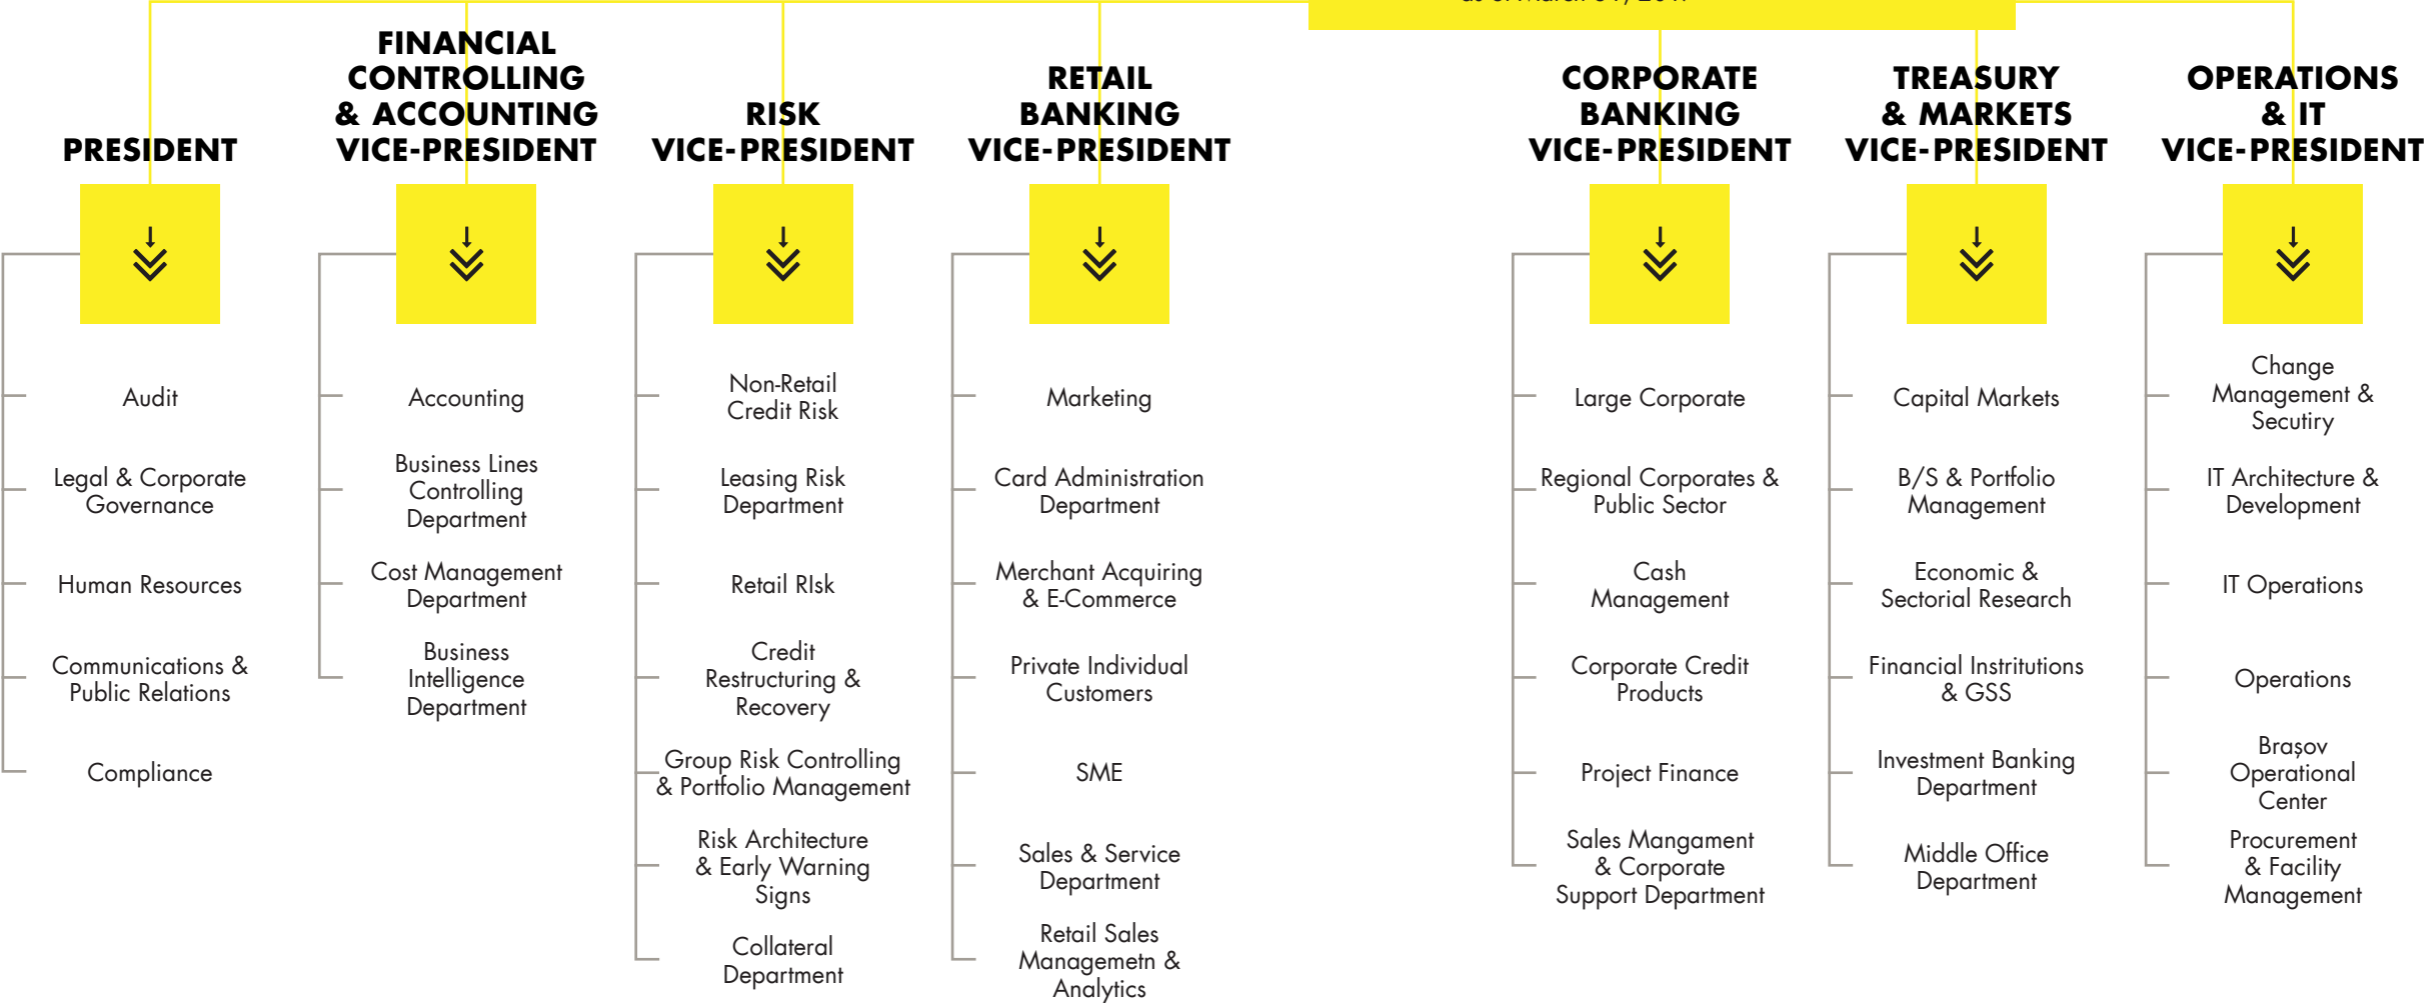 PRESIDENT
FINANCIAL
CONTROLLING
& ACCOUNTING
VICE-PRESIDENT
RISK
VICE-PRESIDENT
RETAIL
BANKING
VICE-PRESIDENT
CORPORATE
BANKING
VICE-PRESIDENT
TREASURY
& MARKETS
VICE-PRESIDENT
OPERATIONS
& IT
VICE-PRESIDENT
Audit
Legal & Corporate
Governance
Human Resources
Communications &
Public Relations
Compliance
Accounting
Business Lines
Controlling
Department
Cost Management
Department
Business
Intelligence
Department
Non-Retail
Credit Risk
Leasing Risk
Department
Retail RIsk
Credit
Restructuring &
Recovery
Group Risk Controlling
& Portfolio Management
Risk Architecture
& Early Warning
Signs
Collateral
Department
Marketing
Card Administration
Department
Merchant Acquiring
& E-Commerce
Private Individual
Customers
SME
Sales & Service
Department
Retail Sales
Managemetn &
Analytics
Large Corporate
Regional Corporates &
Public Sector
Cash
Management
Corporate Credit
Products
Project Finance
Sales Mangament
& Corporate
Support Department
Capital Markets
B/S & Portfolio
Management
Economic &
Sectorial Research
Financial Instritutions
& GSS
Investment Banking
Department
Middle Office
Department
Change
Management &
Secutiry
IT Architecture &
Development
IT Operations
Operations
Brașov
Operational
Center
Procurement
& Facility
Management